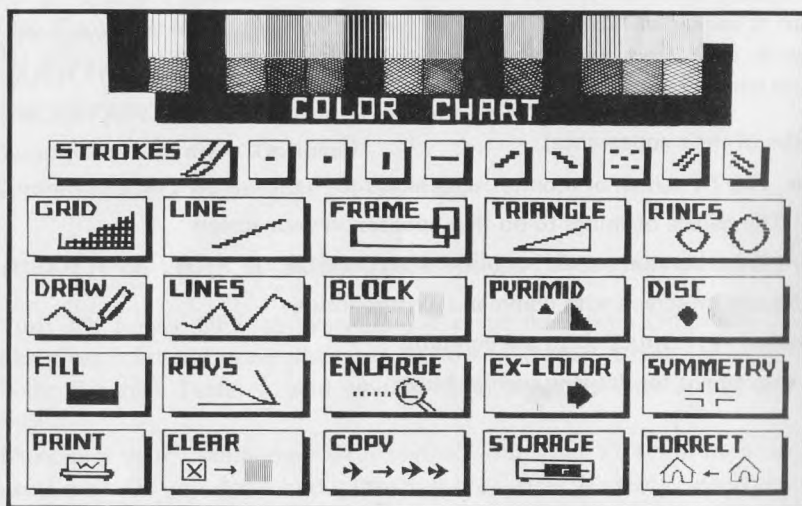 COLOR CHART
STROKES
GRID LINE FRAME TRIANGLE RINGS
DRAW LINES BLOCK PYRIMID DISC
FILL RAYS ENLARGE EX-COLOR SYMMETRY
PRINT CLEAR COPY STORAGE CORRECT